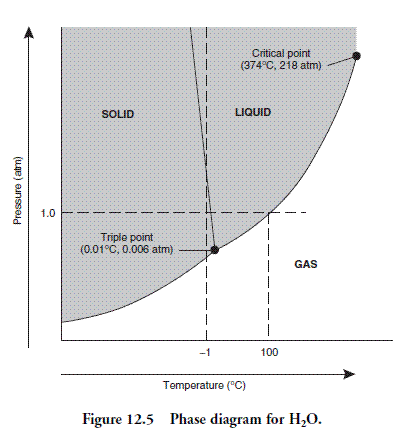 Critical point
(374°C, 218 atm)
SOLID
LIQUID
Pressure (atm)
1.0
Triple point
(0.01°C, 0.006 atm)
GAS
−1
100
Temperature (°C)
Figure 12.5 Phase diagram for H₂O.